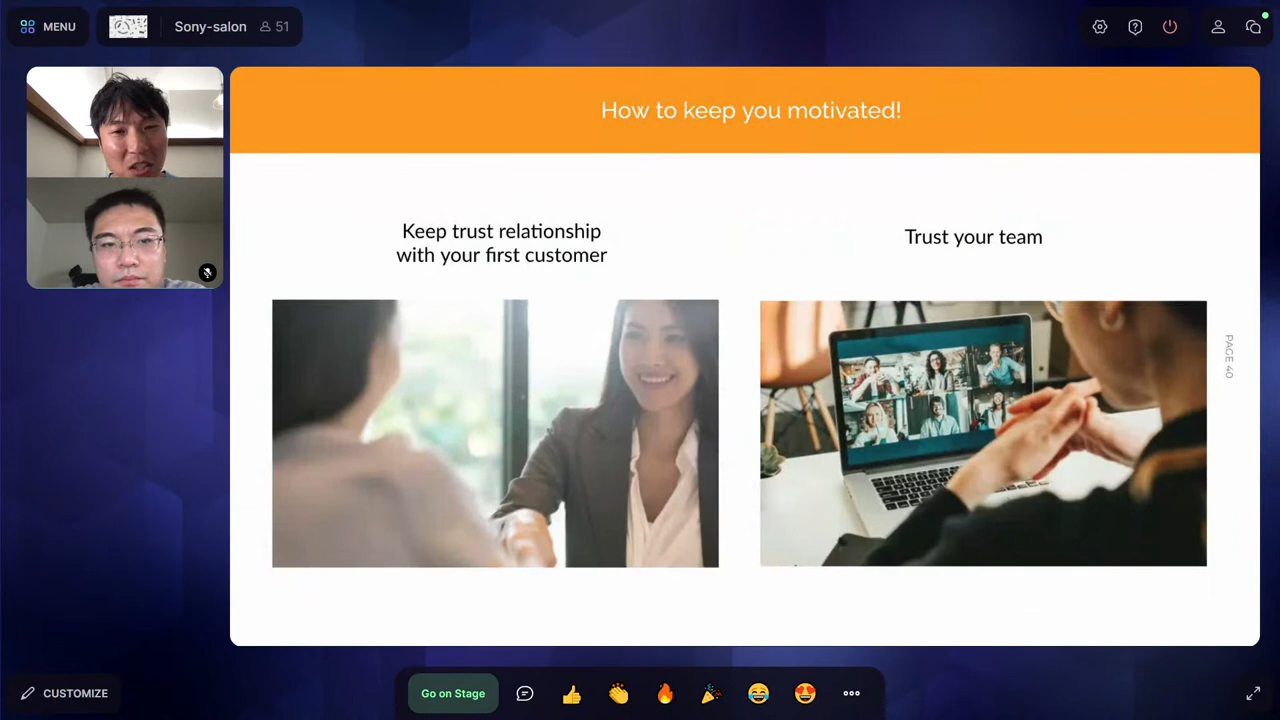 MENU
Sony-salon
51
How to keep you motivated!
Keep trust relationship
with your first customer
Trust your team
PAGE 40
CUSTOMIZE
Go on Stage